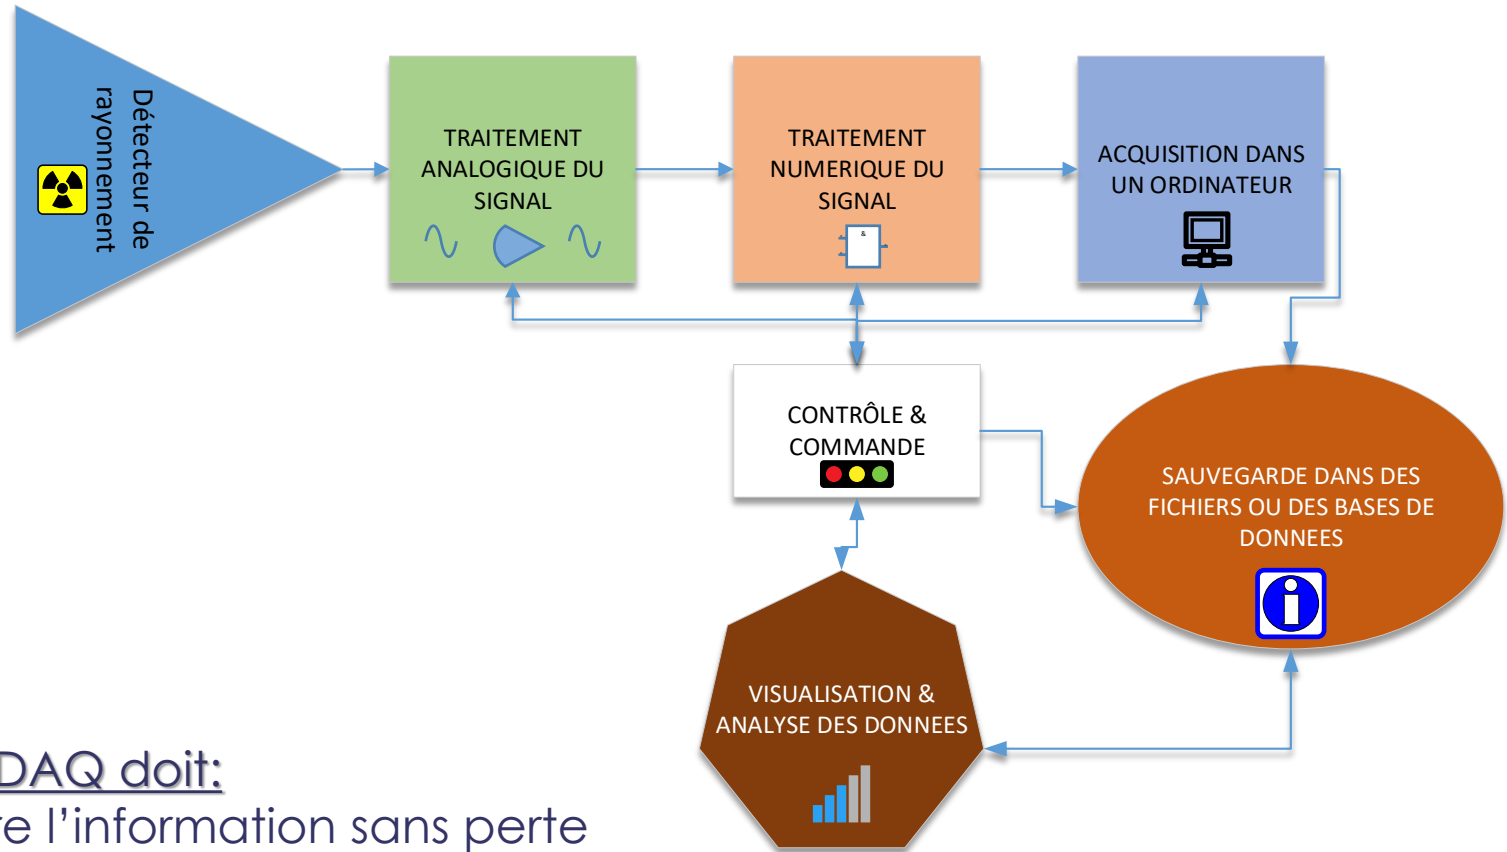 Détecteur de
rayonnement
TRAITEMENT
ANALOGIQUE DU
SIGNAL
TRAITEMENT
NUMERIQUE DU
SIGNAL
&
ACQUISITION DANS
UN ORDINATEUR
CONTRÔLE &
COMMANDE
SAUVEGARDE DANS DES
FICHIERS OU DES BASES DE
DONNEES
VISUALISATION &
ANALYSE DES DONNEES
DAQ doit:
l’information sans perte